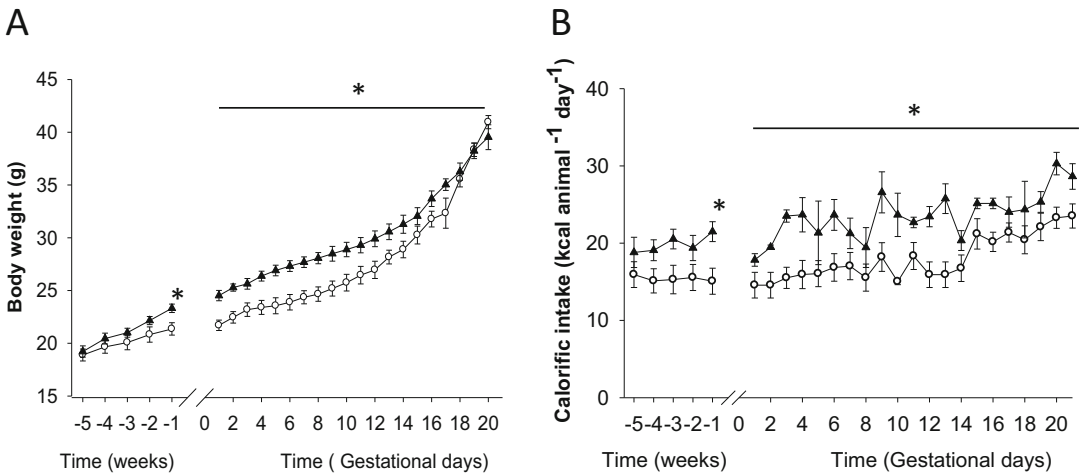 A
B
Body weight (g)
45
40
35
30
25
20
15
*
*
-5 -4 -3 -2 -1 0 2 4 6 8 10 12 14 16 18 20
Time (weeks) Time ( Gestational days)
Calorific intake (kcal animal -1 day-1)
40
30
20
10
0
*
*
-5 -4 -3 -2 -1 0 2 4 6 8 10 12 14 16 18 20
Time (weeks) Time (Gestational days)